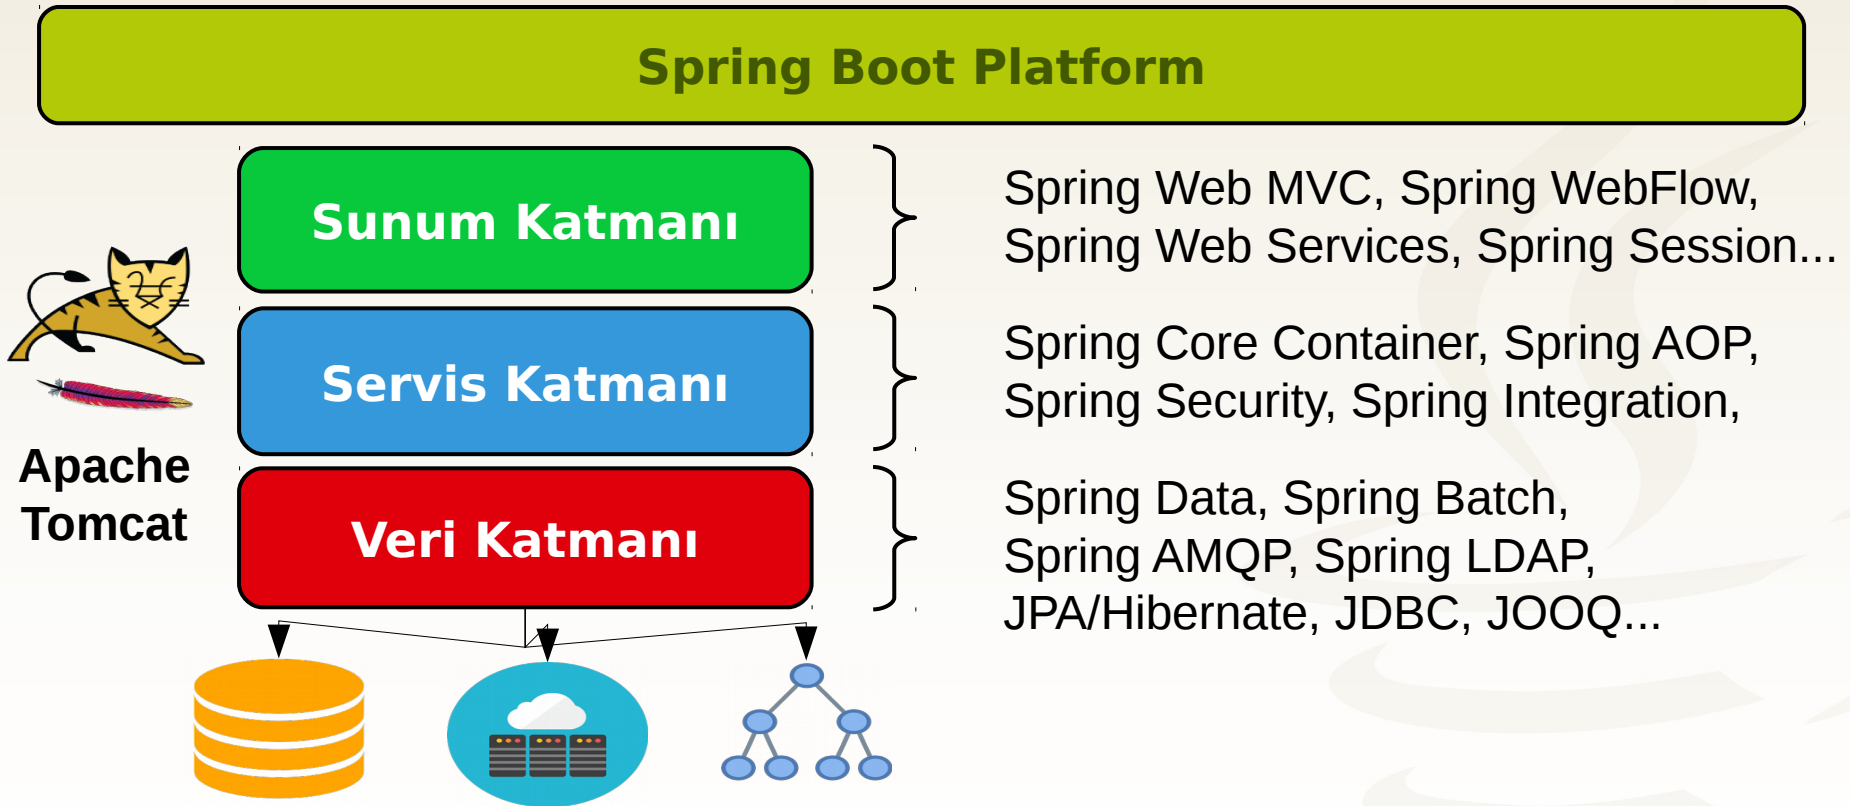 Spring Boot Platform
Sunum Katmanı
Spring Web MVC, Spring WebFlow,
Spring Web Services, Spring Session...
Servis Katmanı
Spring Core Container, Spring AOP,
Spring Security, Spring Integration,
Apache
Tomcat
Veri Katmanı
Spring Data, Spring Batch,
Spring AMQP, Spring LDAP,
JPA/Hibernate, JDBC, JOOQ...